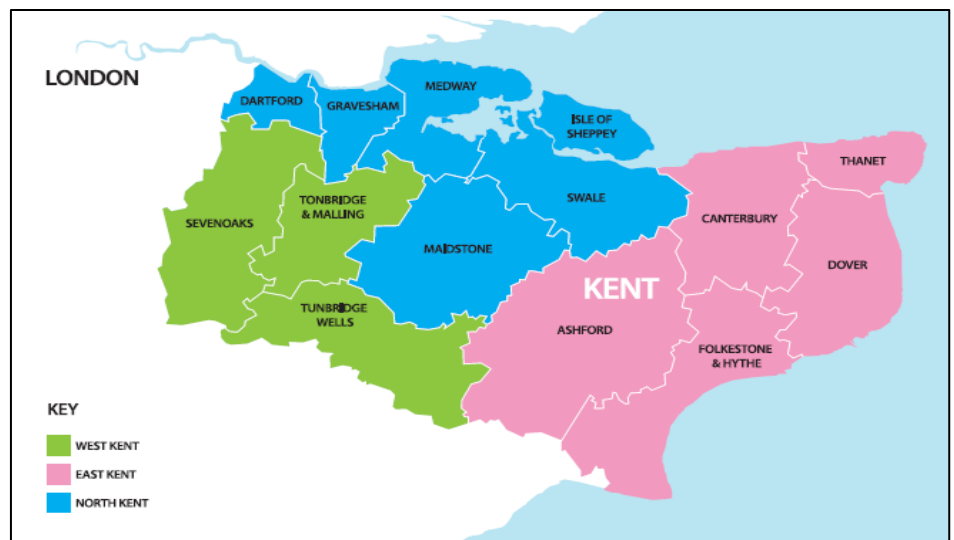 LONDON
DARTFORD
GRAVESHAM
MEDWAY
ISLE OF
SHEPPEY
THANET
SEVENOAKS
TONBRIDGE
& MALLING
SWALE
CANTERBURY
MAIDSTONE
DOVER
KENT
TUNBRIDGE
WELLS
ASHFORD
FOLKESTONE
& HYTHE
KEY
WEST KENT
EAST KENT
NORTH KENT